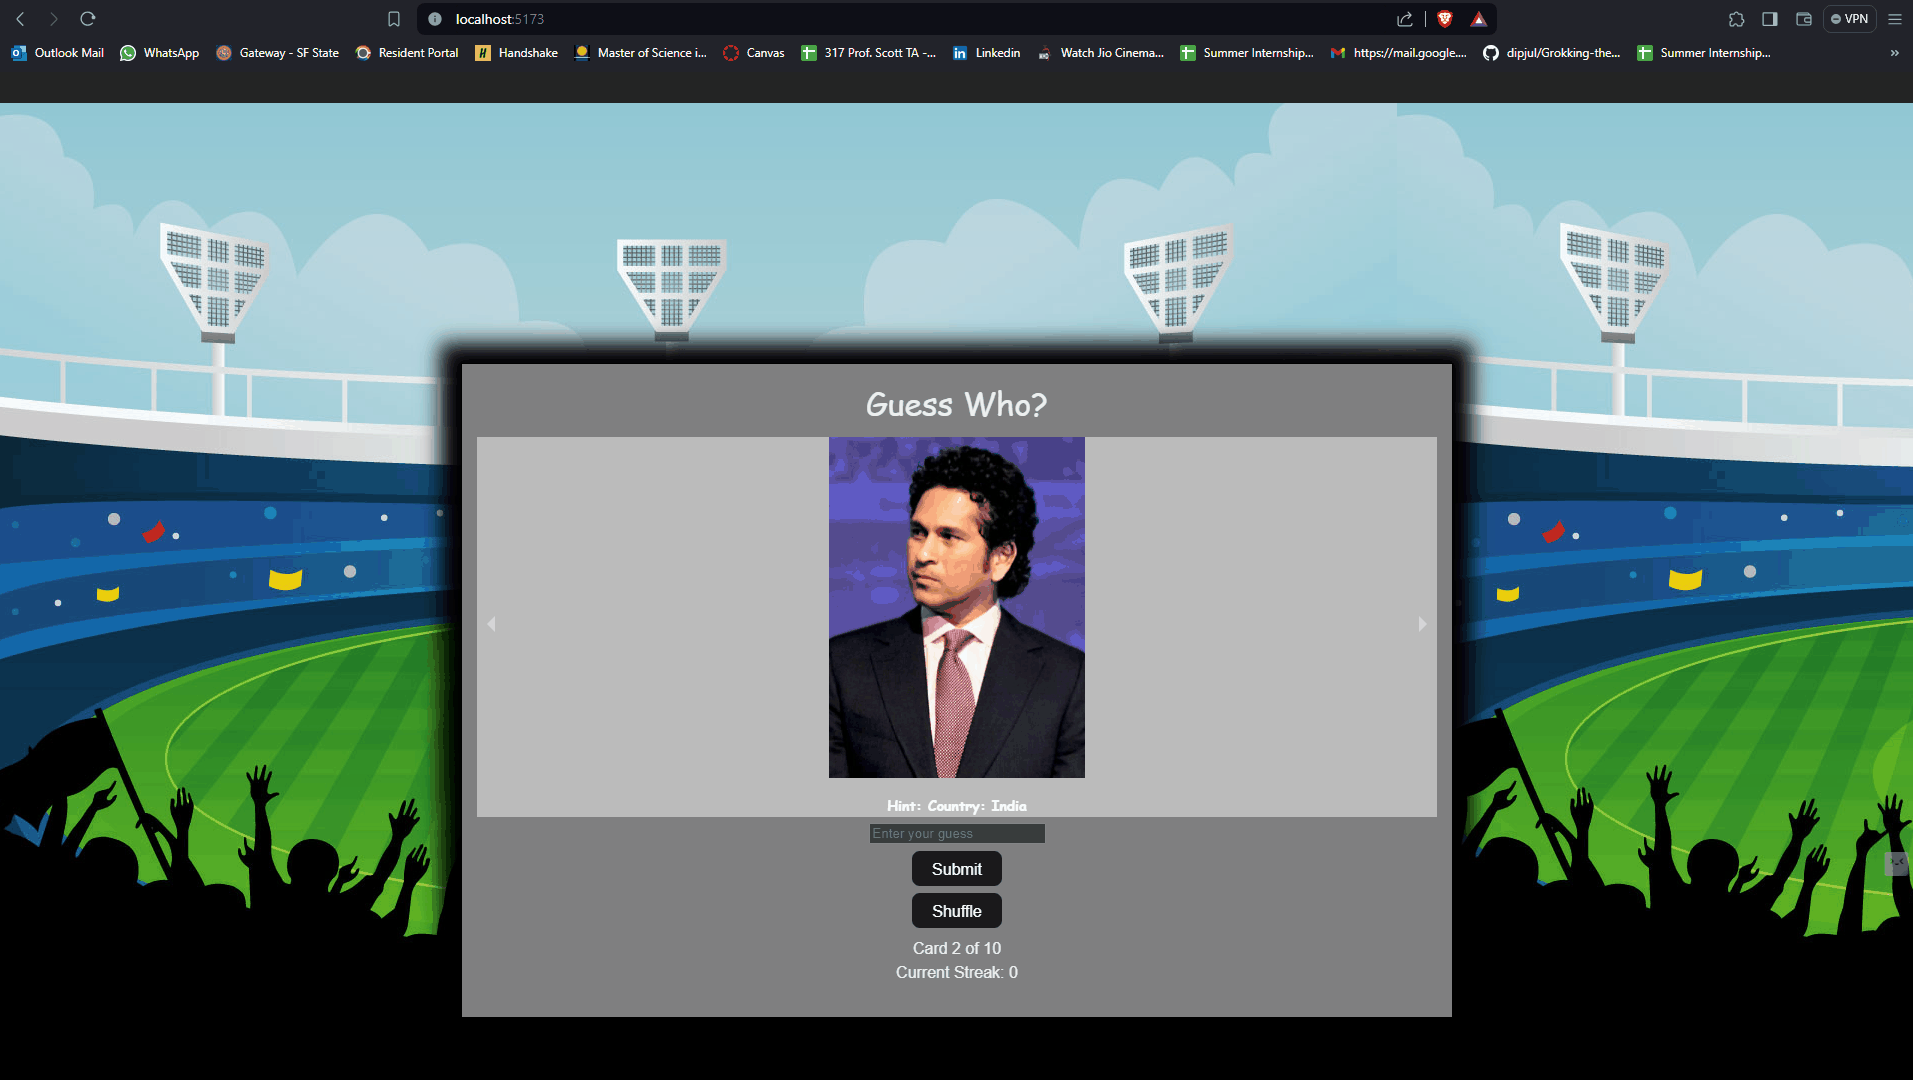 localhost:5173
VPN
Outlook Mail
WhatsApp
Gateway - SF State
Resident Portal
Handshake
Master of Science i...
Canvas
317 Prof. Scott TA -...
Linkedin
Watch Jio Cinema...
Summer Internship...
https://mail.google....
dipjul/Grokking-the...
Summer Internship...
»
Guess Who?
Hint: Country: India
Enter your guess
Submit
Shuffle
Card 2 of 10
Current Streak: 0